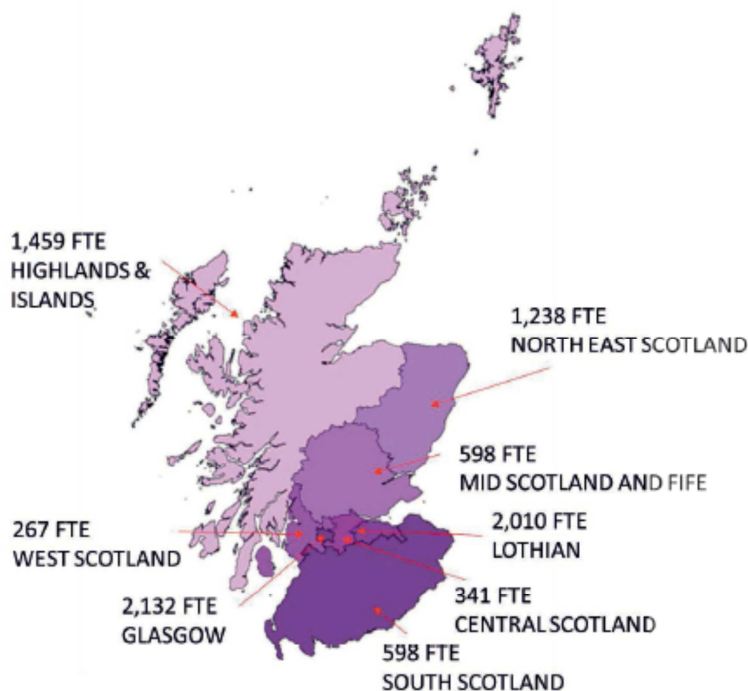 1,459 FTE
HIGHLANDS &
ISLANDS
1,238 FTE
NORTH EAST SCOTLAND
598 FTE
MID SCOTLAND AND FIFE
2,010 FTE
LOTHIAN
267 FTE
WEST SCOTLAND
341 FTE
CENTRAL SCOTLAND
2,132 FTE
GLASGOW
598 FTE
SOUTH SCOTLAND